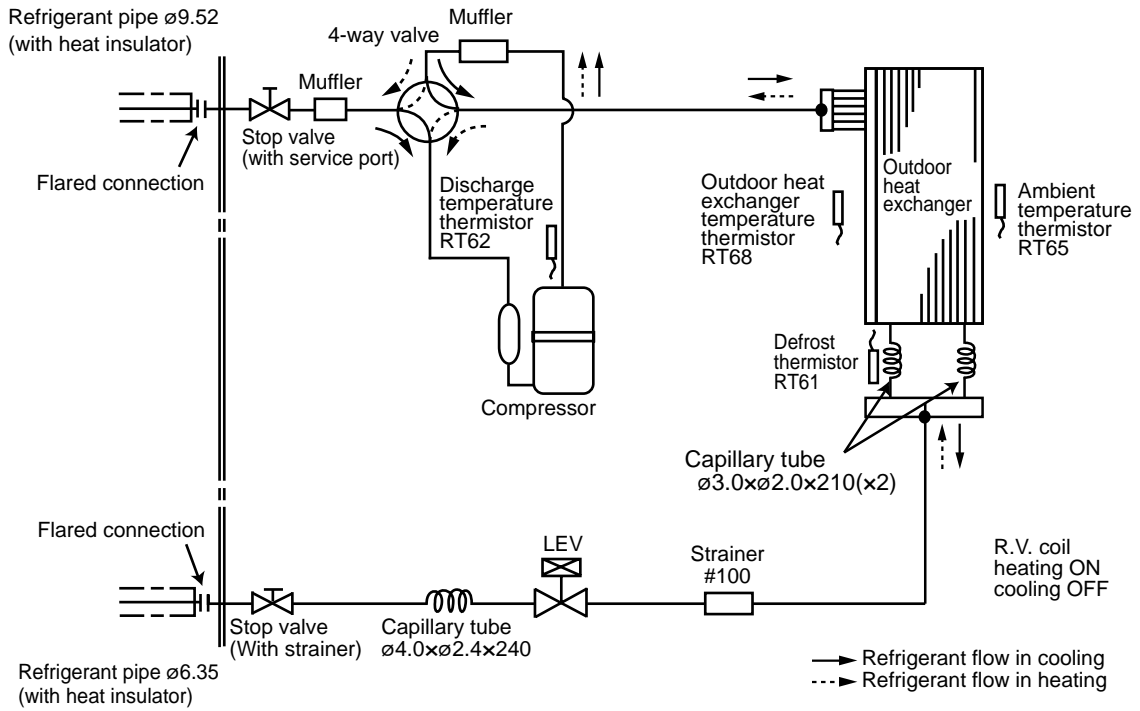 Refrigerant pipe ø9.52
(with heat insulator)
Muffler
4-way valve
Muffler
Stop valve
(with service port)
Flared connection
Discharge
temperature
thermistor
RT62
Compressor
Outdoor heat
exchanger
temperature
thermistor
RT68
Outdoor
heat
exchanger
Ambient
temperature
thermistor
RT65
Defrost
thermistor
RT61
Capillary tube
ø3.0×ø2.0×210(×2)
Flared connection
LEV
Strainer
#100
R.V. coil
heating ON
cooling OFF
Stop valve
(With strainer)
Capillary tube
ø4.0×ø2.4×240
Refrigerant pipe ø6.35
(with heat insulator)
Refrigerant flow in cooling
Refrigerant flow in heating